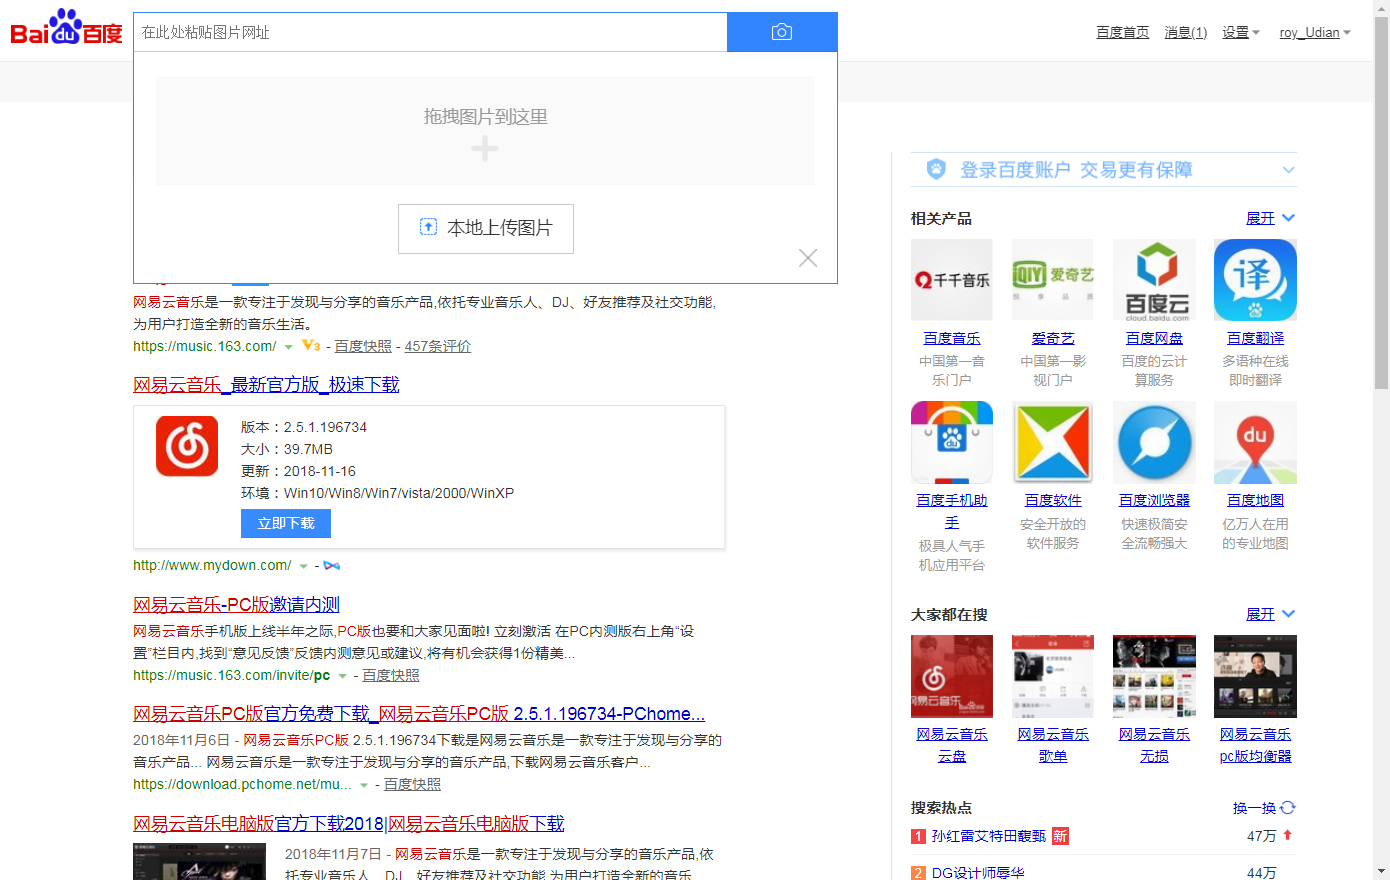 Baidu百度
在此处粘贴图片网址
百度首页 消息(1) 设置 roy_Udian
拖拽图片到这里
本地上传图片
网易云音乐是一款专注于发现与分享的音乐产品,依托专业音乐人、DJ、好友推荐及社交功能,
为用户打造全新的音乐生活。
https://music.163.com/ V3 - 百度快照 - 457条评价
网易云音乐_最新官方版_极速下载
版本：2.5.1.196734
大小：39.7MB
更新：2018-11-16
环境：Win10/Win8/Win7/vista/2000/WinXP
立即下载
http://www.mydown.com/ -
网易云音乐-PC版邀请内测
网易云音乐手机版上线半年之际,PC版也要和大家见面啦! 立刻激活 在PC内测版右上角“设
置”栏目内,找到“意见反馈”反馈内测意见或建议,将有机会获得1份精美...
https://music.163.com/invite/pc - 百度快照
网易云音乐PC版官方免费下载_网易云音乐PC版 2.5.1.196734-PChome...
2018年11月6日 - 网易云音乐PC版 2.5.1.196734下载是网易云音乐是一款专注于发现与分享的
音乐产品... 网易云音乐是一款专注于发现与分享的音乐产品,下载网易云音乐客户...
https://download.pchome.net/mu... - 百度快照
网易云音乐电脑版官方下载2018|网易云音乐电脑版下载
2018年11月7日 - 网易云音乐是一款专注于发现与分享的音乐产品,依
托专业音乐人、DJ、好友推荐及社交功能,为用户打造全新的音乐
登录百度账户 交易更有保障
相关产品 展开
千千音乐 iQIYI 爱奇艺 悦享品质 百度云 cloud.baidu.com 译
百度音乐 爱奇艺 百度网盘 百度翻译
中国第一音 中国第一影 百度的云计 多语种在线
乐门户 视门户 算服务 即时翻译
du
百度手机助 百度软件 百度浏览器 百度地图
手 安全开放的 快速极简安 亿万人在用
极具人气手 软件服务 全流畅强大 的专业地图
机应用平台
大家都在搜 展开
网易云音乐
网易云音乐 网易云音乐 网易云音乐 网易云音乐
云盘 歌单 无损 pc版均衡器
搜索热点 换一换
1 孙红雷艾特田馥甄 新 47万
2 DG设计师辱华 44万